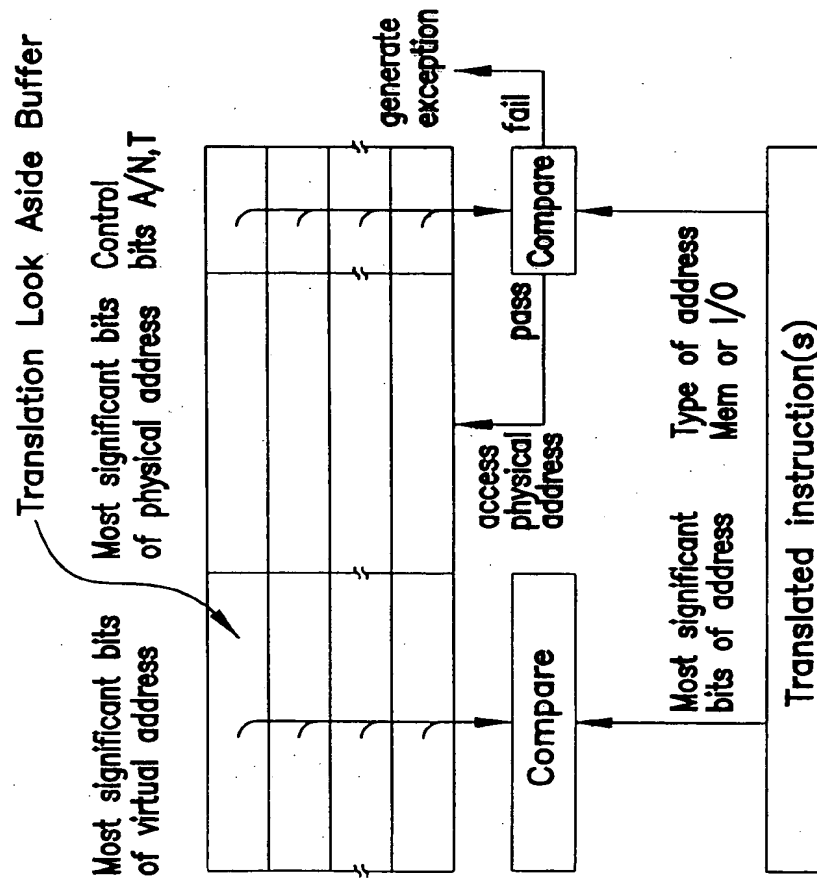 Translation Look Aside Buffer
Most significant bits
of virtual address
Most significant bits
of physical address
Control
bits A/N,T
access
physical
address
pass
fail
generate
exception
Compare
Compare
Most significant
bits of address
Type of address
Mem or I/O
Translated instruction(s)